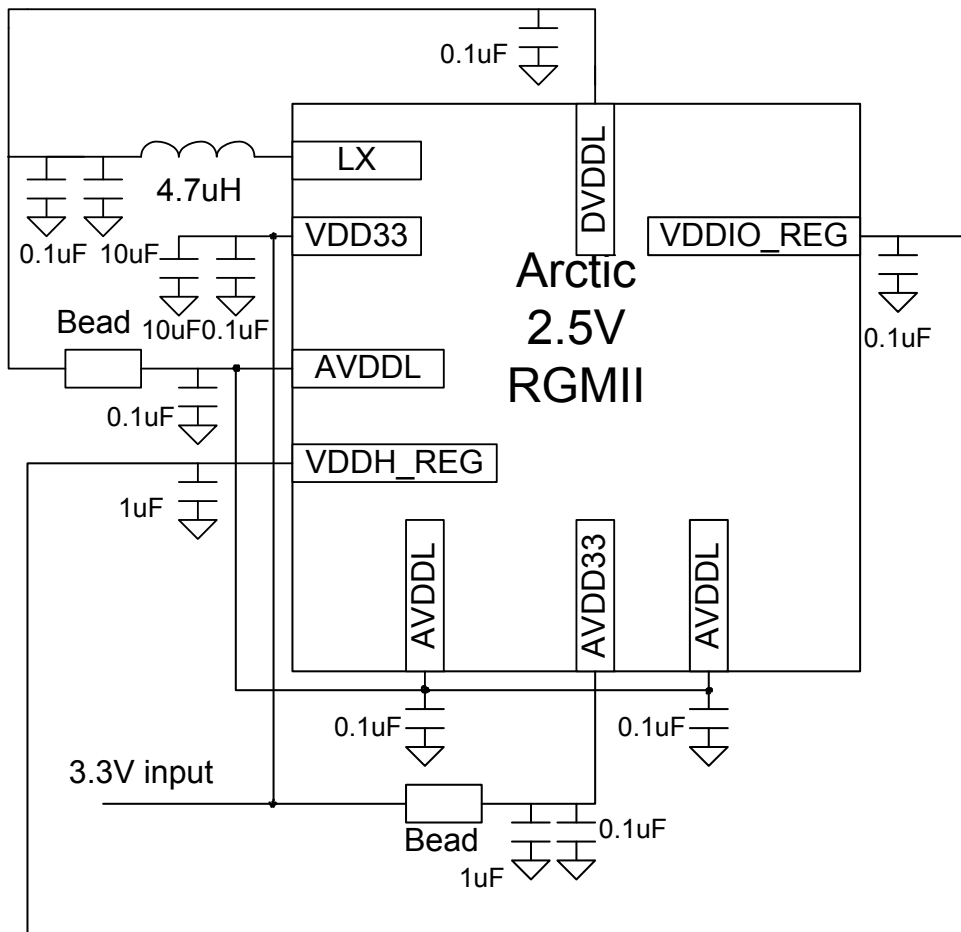 0.1uF
LX
DVDDL
4.7uH
0.1uF 10uF
VDD33
VDDIO_REG
Arctic
2.5V
RGMII
10uF0.1uF
0.1uF
Bead
AVDDL
0.1uF
VDDH_REG
1uF
AVDDL
AVDD33
AVDDL
0.1uF
0.1uF
3.3V input
Bead
0.1uF
1uF